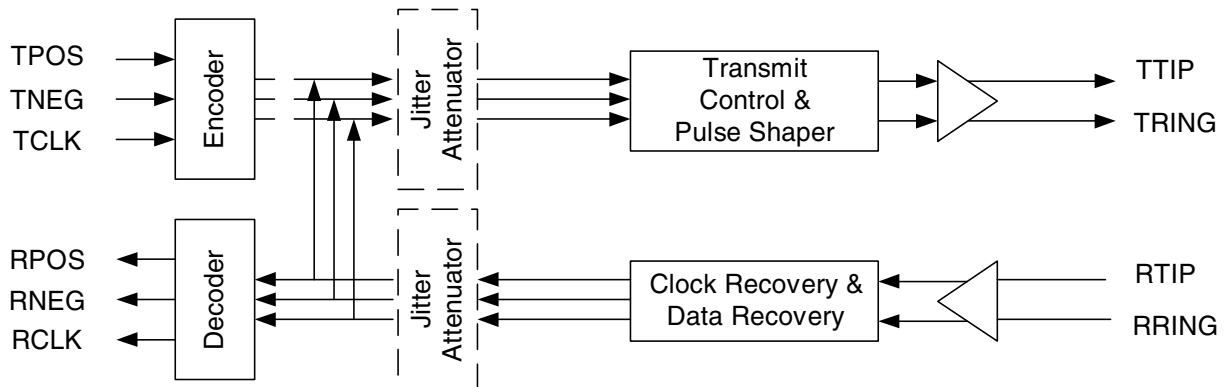 TPOS
TNEG
TCLK
Encoder
Jitter
Attenuator
Transmit
Control &
Pulse Shaper
TTIP
TRING
RPOS
RNEG
RCLK
Decoder
Jitter
Attenuator
Clock Recovery &
Data Recovery
RTIP
RRING